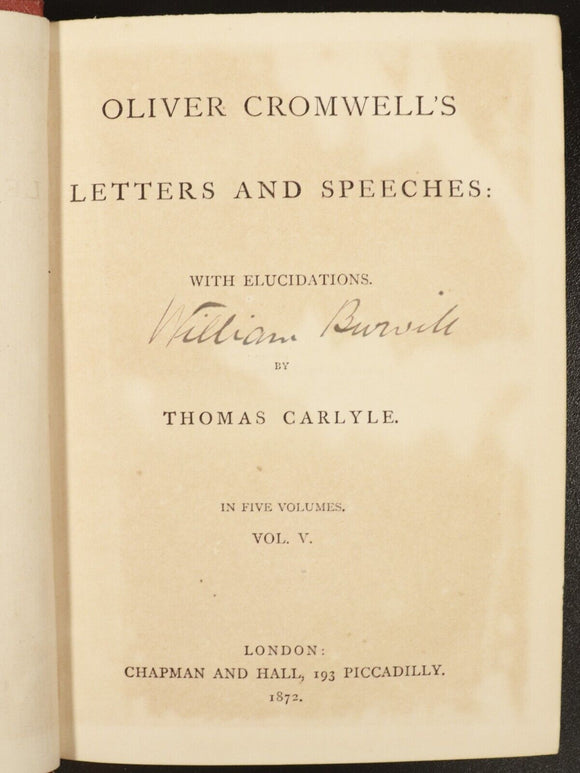 OLIVER CROMWELL'S
LETTERS AND SPEECHES:
WITH ELUCIDATIONS.
William Burwill
BY
THOMAS CARLYLE.
IN FIVE VOLUMES.
VOL. V.
LONDON:
CHAPMAN AND HALL, 193 PICCADILLY.
1872.